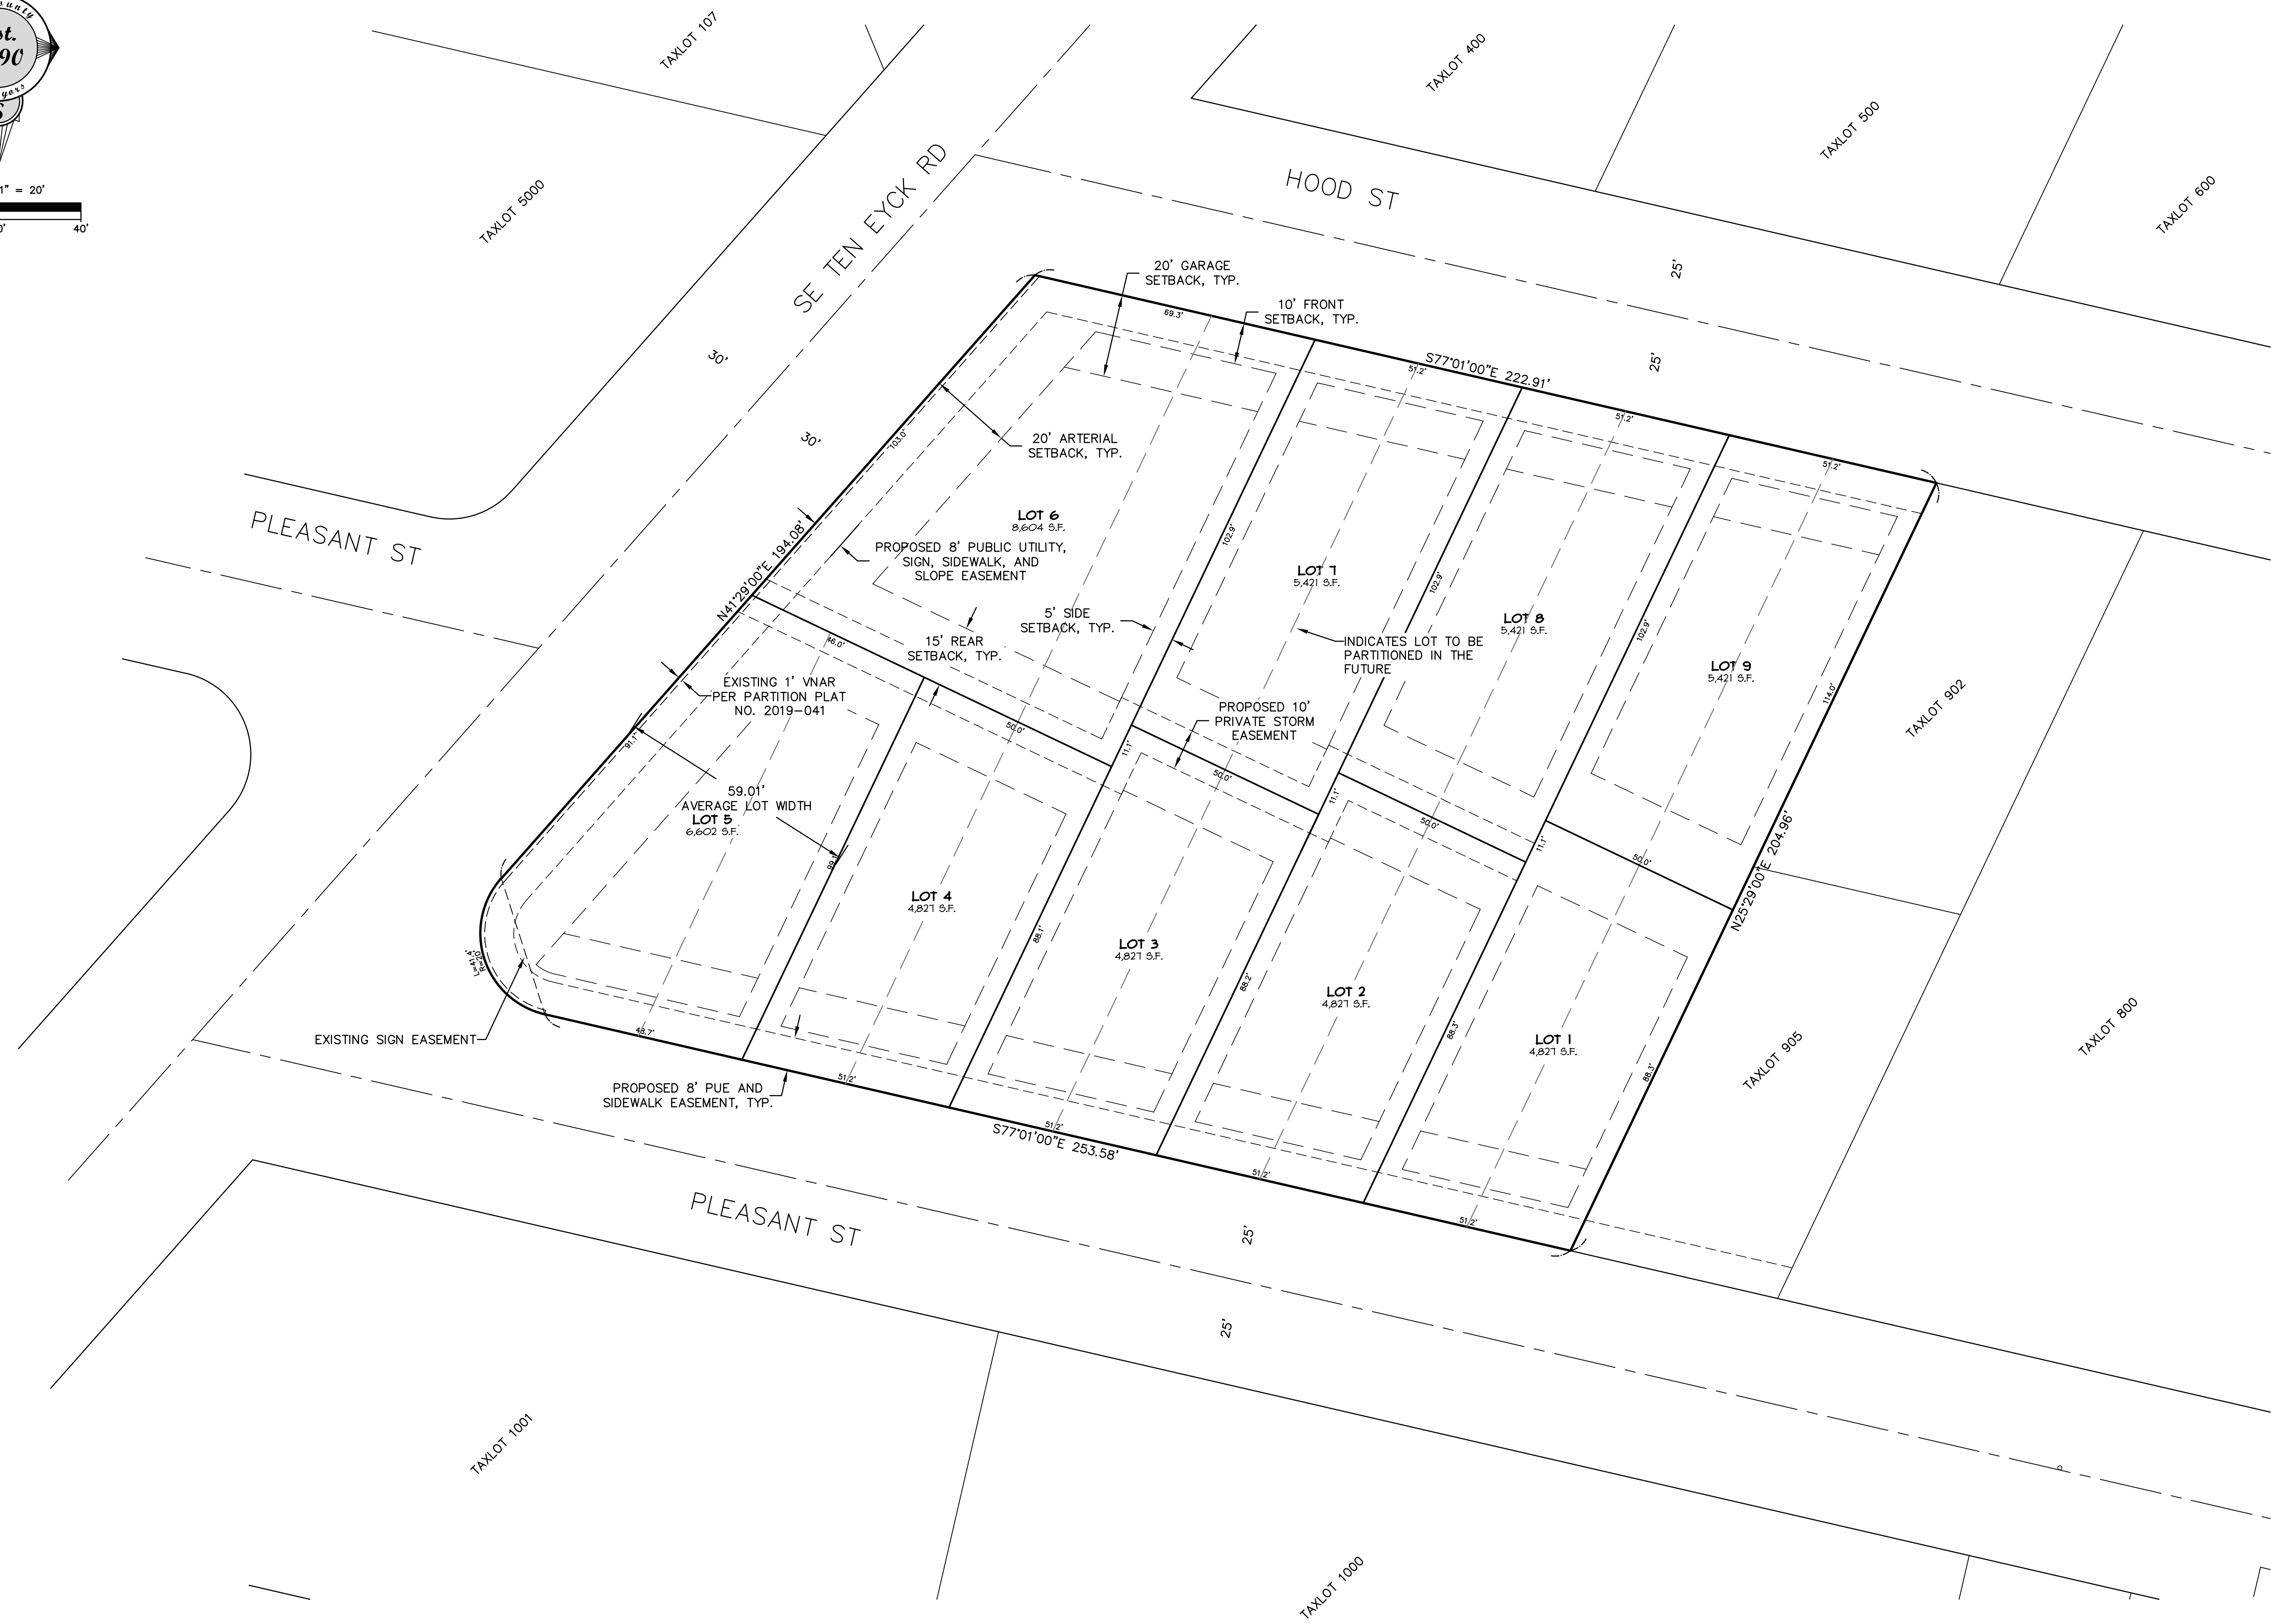 unty
st.
90
yors
S
1" = 20'
0'
40'
TAXLOT 107
TAXLOT 400
TAXLOT 500
TAXLOT 600
TAXLOT 5000
SE TEN EYCK RD
HOOD ST
25'
25'
30'
30'
PLEASANT ST
20' GARAGE
SETBACK, TYP.
10' FRONT
SETBACK, TYP.
69.3'
S77°01'00"E 222.91'
51.2'
51.2'
51.2'
20' ARTERIAL
SETBACK, TYP.
103.0'
N41°29'00"E 194.08'
LOT 6
8,604 S.F.
PROPOSED 8' PUBLIC UTILITY,
SIGN, SIDEWALK, AND
SLOPE EASEMENT
102.9'
LOT 7
5,421 S.F.
102.9'
LOT 8
5,421 S.F.
102.9'
LOT 9
5,421 S.F.
114.0'
5' SIDE
SETBACK, TYP.
15' REAR
SETBACK, TYP.
INDICATES LOT TO BE
PARTITIONED IN THE
FUTURE
46.0'
EXISTING 1' VNAR
PER PARTITION PLAT
NO. 2019-041
PROPOSED 10'
PRIVATE STORM
EASEMENT
50.0'
11.1'
50.0'
11.1'
50.0'
11.1'
50.0'
91.1'
59.01'
AVERAGE LOT WIDTH
LOT 5
6,602 S.F.
99.1'
N25°29'00"E 204.96'
TAXLOT 902
LOT 4
4,827 S.F.
88.1'
LOT 3
4,827 S.F.
88.2'
LOT 2
4,827 S.F.
88.3'
LOT 1
4,827 S.F.
88.3'
TAXLOT 905
TAXLOT 800
L=41.4'
R=20'
EXISTING SIGN EASEMENT
48.7'
PROPOSED 8' PUE AND
SIDEWALK EASEMENT, TYP.
51.2'
51.2'
S77°01'00"E 253.58'
51.2'
51.2'
PLEASANT ST
25'
25'
TAXLOT 1001
TAXLOT 1000